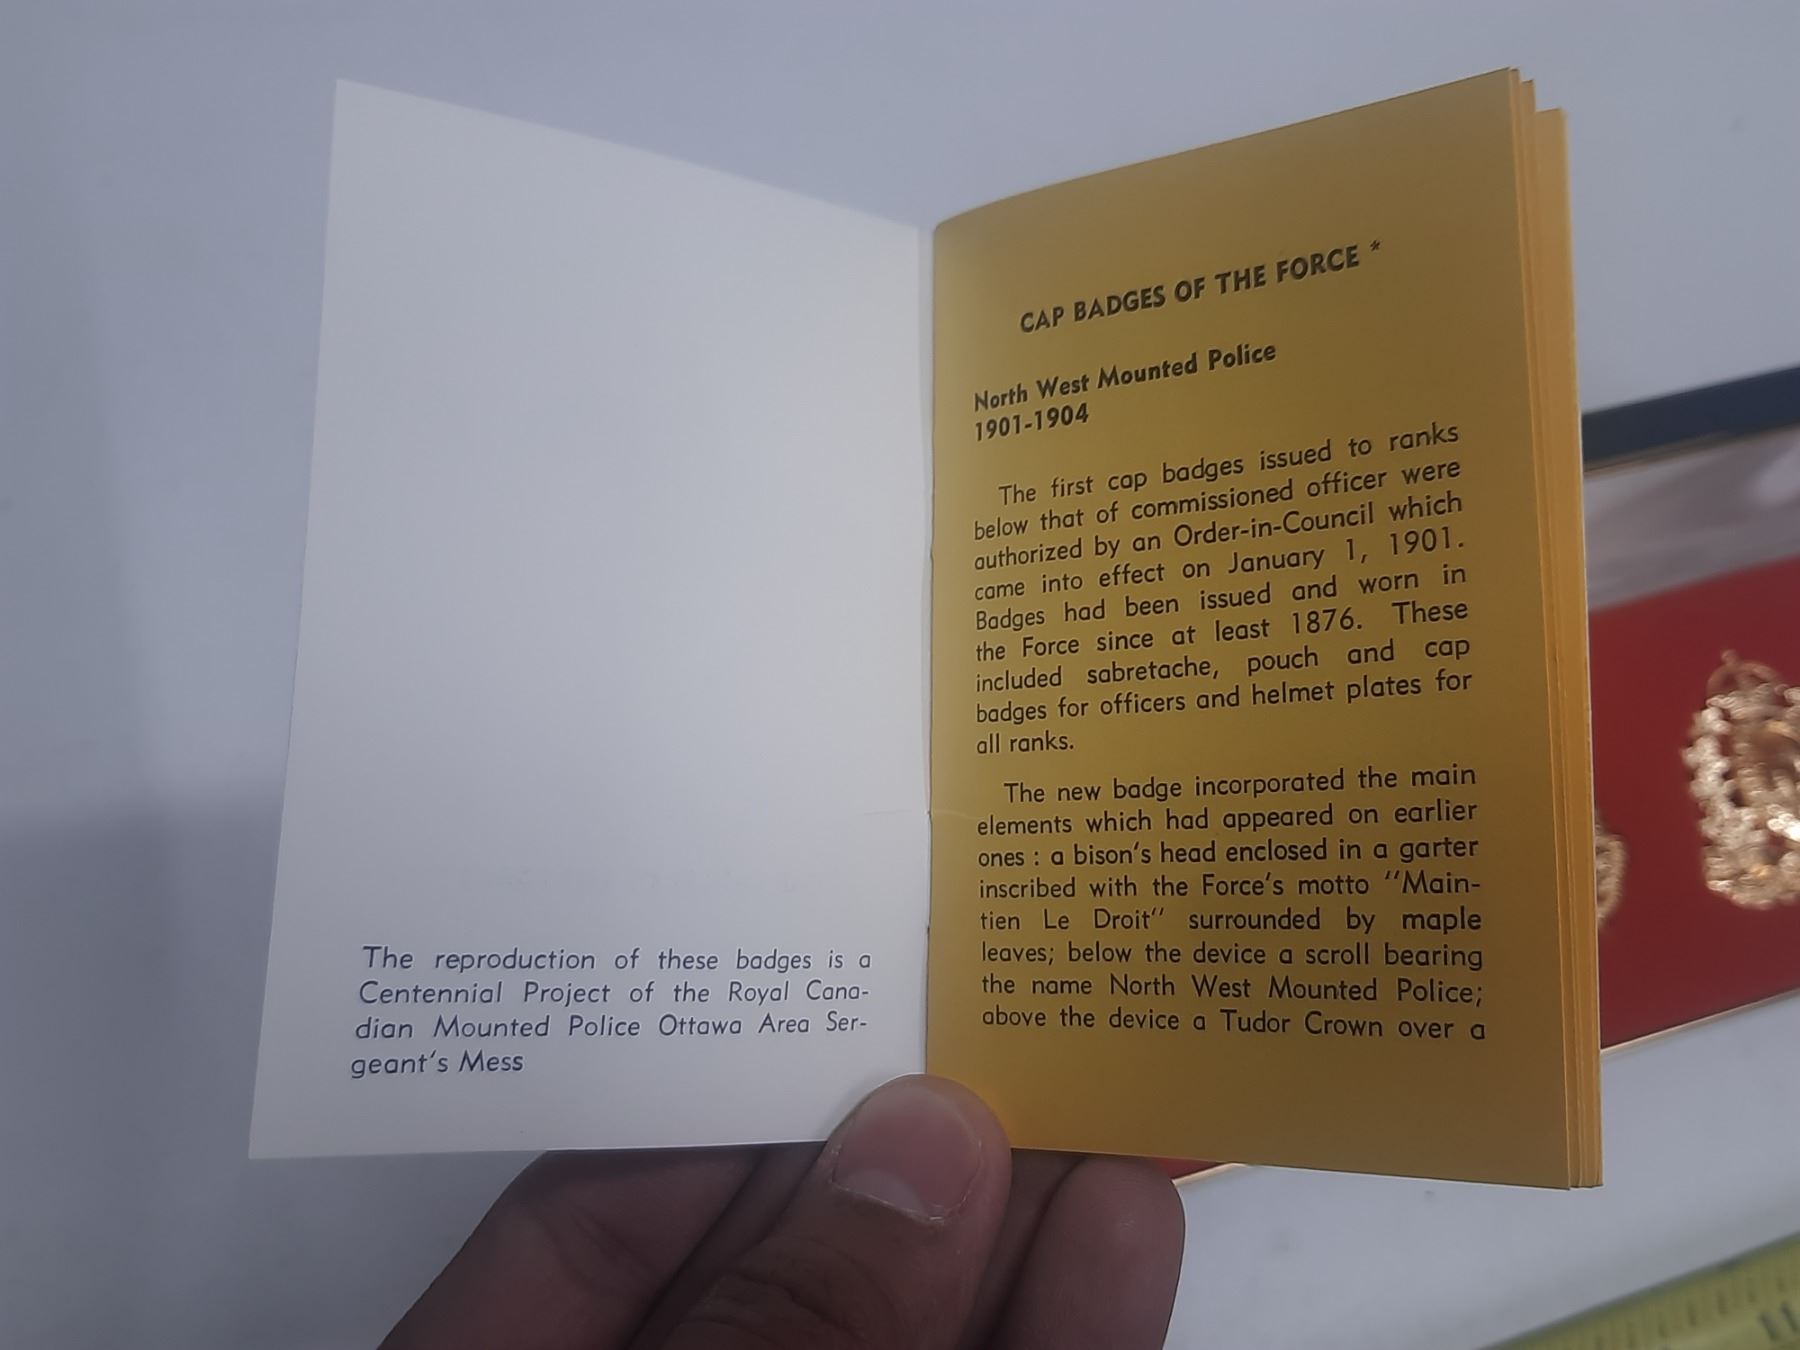 The reproduction of these badges is a
Centennial Project of the Royal Cana-
dian Mounted Police Ottawa Area Ser-
geant's Mess
CAP BADGES OF THE FORCE *
North West Mounted Police
1901-1904
The first cap badges issued to ranks
below that of commissioned officer were
authorized by an Order-in-Council which
came into effect on January 1, 1901.
Badges had been issued and worn in
the Force since at least 1876. These
included sabretache, pouch and cap
badges for officers and helmet plates for
all ranks.
The new badge incorporated the main
elements which had appeared on earlier
ones : a bison's head enclosed in a garter
inscribed with the Force's motto "Main-
tien Le Droit" surrounded by maple
leaves; below the device a scroll bearing
the name North West Mounted Police;
above the device a Tudor Crown over a